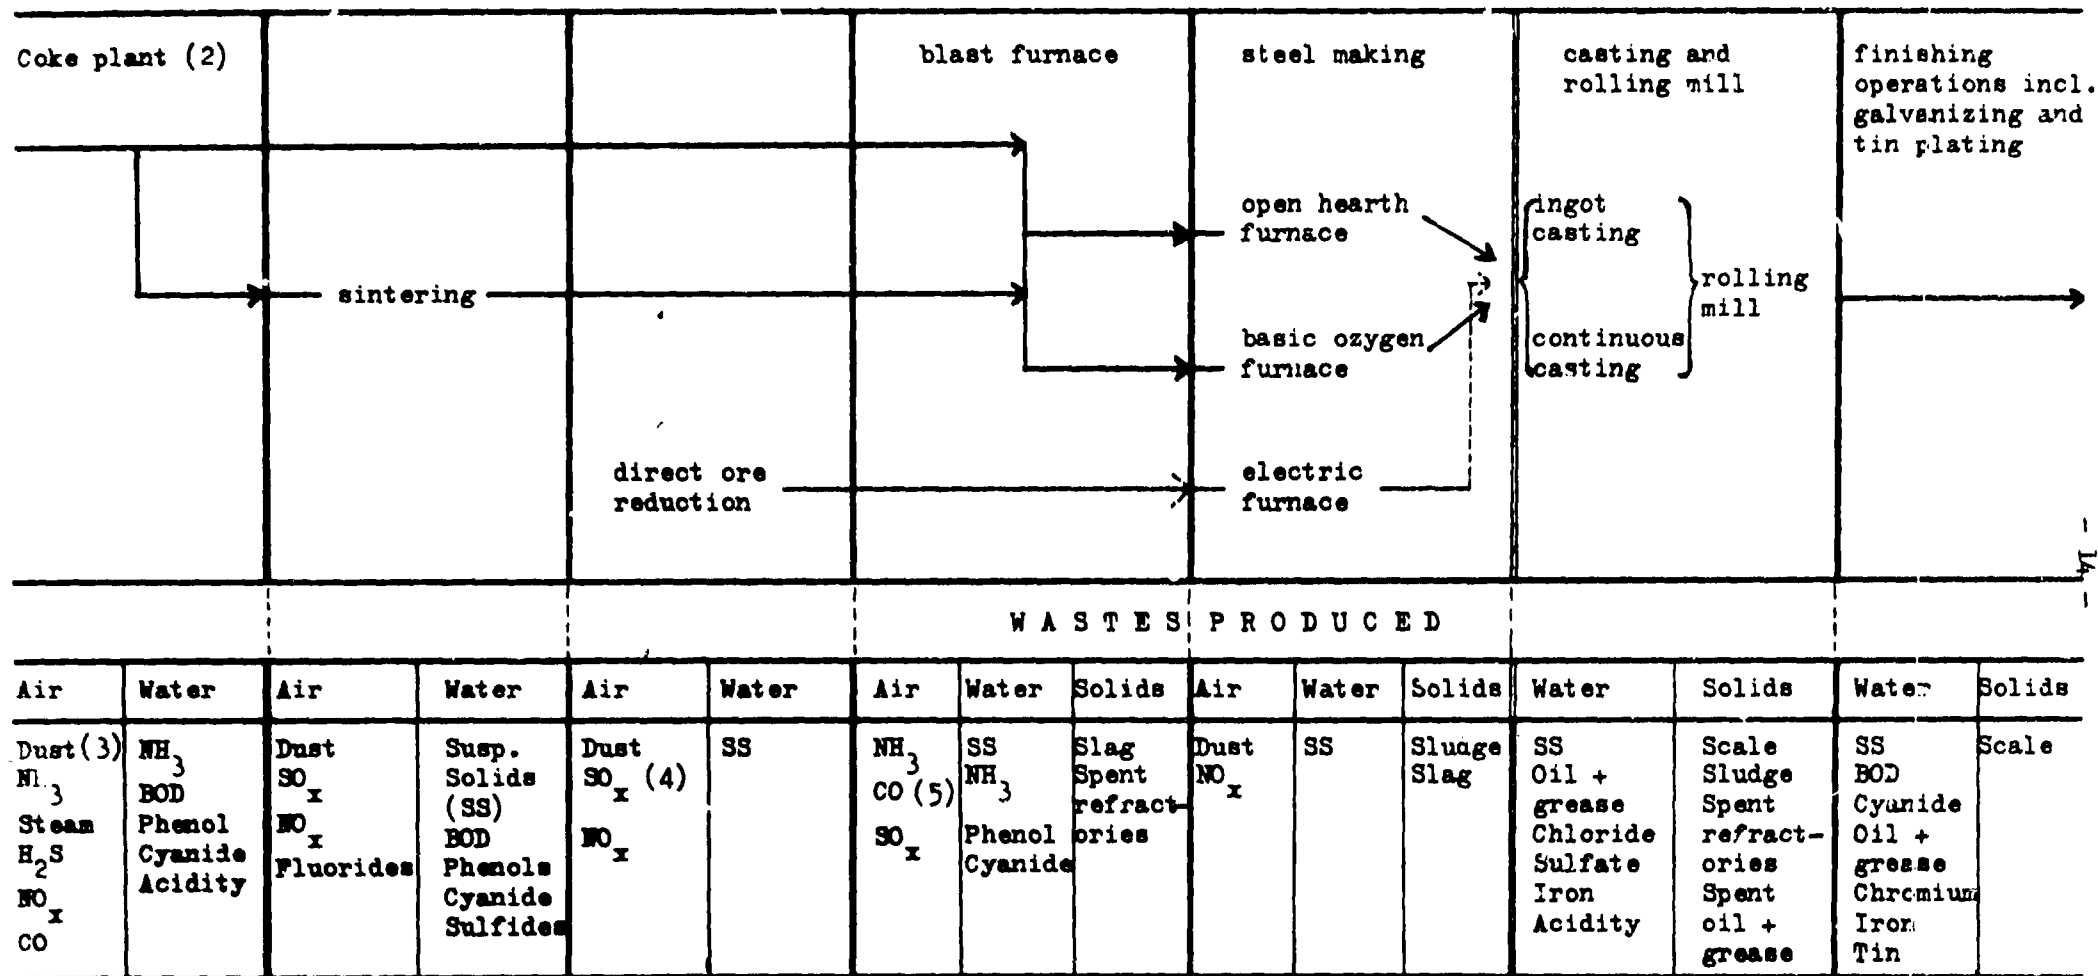 Coke plant (2)
blast furnace
steel making
casting and
rolling mill
finishing
operations incl.
galvanizing and
tin plating
open hearth
furnace
ingot
casting
sintering
rolling
mill
basic ozygen
furnace
continuous
casting
direct ore
reduction
electric
furnace
- 14 -
WASTES PRODUCED
Air
Water
Air
Water
Air
Water
Air
Water
Solids
Air
Water
Solids
Water
Solids
Water
Solids
Dust (3)
NH3
Steam
H2S
NOx
CO
NH3
BOD
Phenol
Cyanide
Acidity
Dust
SOx
NOx
Fluorides
Susp.
Solids
(SS)
BOD
Phenols
Cyanide
Sulfides
Dust
SOx (4)
NOx
SS
NH3
CO (5)
SOx
SS
NH3
Phenol
Cyanide
Slag
Spent
refract-
ories
Dust
NOx
SS
Sludge
Slag
SS
Oil +
grease
Chloride
Sulfate
Iron
Acidity
Scale
Sludge
Spent
refract-
ories
Spent
oil +
grease
SS
BOD
Cyanide
Oil +
grease
Chromium
Iron
Tin
Scale